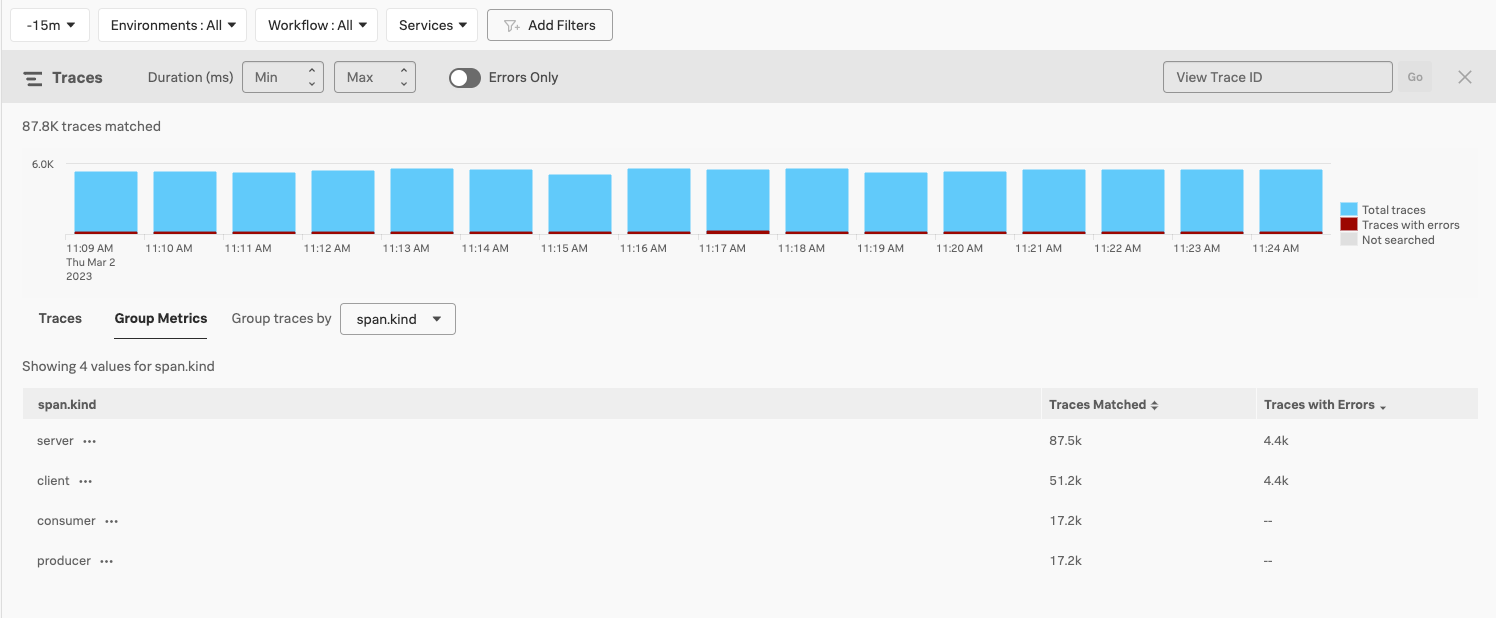 -15m Environments : All Workflow : All Services Add Filters
Traces Duration (ms) Min Max Errors Only View Trace ID Go
87.8K traces matched
6.0K
11:09 AM 11:10 AM 11:11 AM 11:12 AM 11:13 AM 11:14 AM 11:15 AM 11:16 AM 11:17 AM 11:18 AM 11:19 AM 11:20 AM 11:21 AM 11:22 AM 11:23 AM 11:24 AM
Thu Mar 2
2023
Total traces
Traces with errors
Not searched
Traces Group Metrics Group traces by span.kind
Showing 4 values for span.kind
span.kind Traces Matched Traces with Errors
server ••• 87.5k 4.4k
client ••• 51.2k 4.4k
consumer ••• 17.2k --
producer ••• 17.2k --